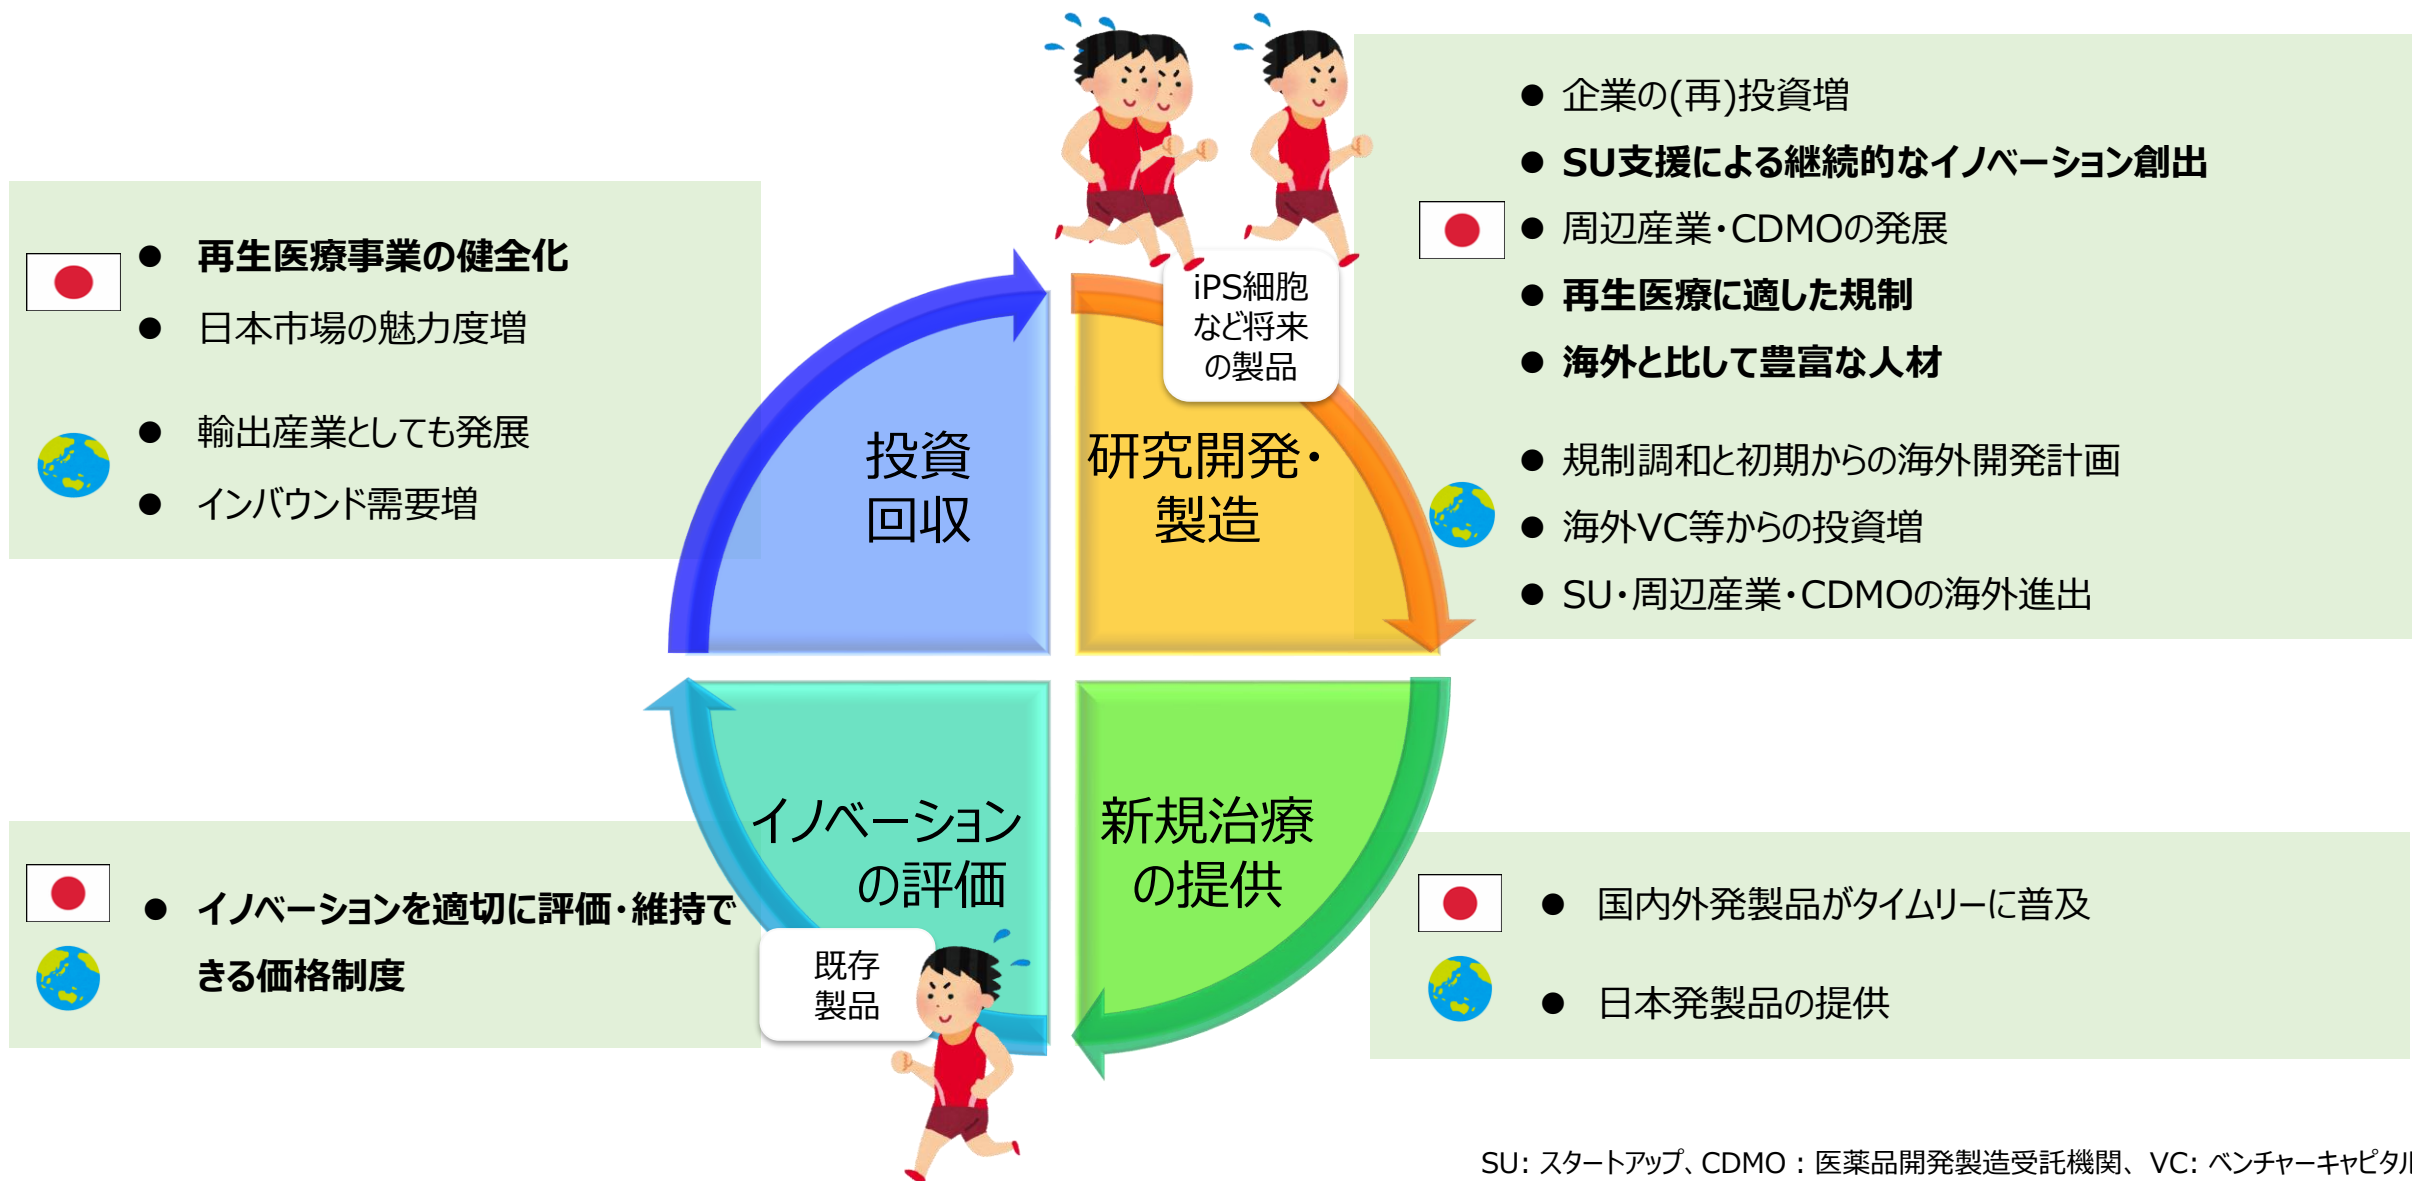 企業の(再)投資増
SU支援による継続的なイノベーション創出
周辺産業・CDMOの発展
再生医療に適した規制
海外と比して豊富な人材
規制調和と初期からの海外開発計画
海外VC等からの投資増
SU・周辺産業・CDMOの海外進出
再生医療事業の健全化
日本市場の魅力度増
輸出産業としても発展
インバウンド需要増
iPS細胞
など将来
の製品
投資
回収
研究開発・
製造
イノベーション
の評価
新規治療
の提供
既存
製品
イノベーションを適切に評価・維持で
きる価格制度
国内外発製品がタイムリーに普及
日本発製品の提供
SU: スタートアップ、CDMO：医薬品開発製造受託機関、VC: ベンチャーキャピタル